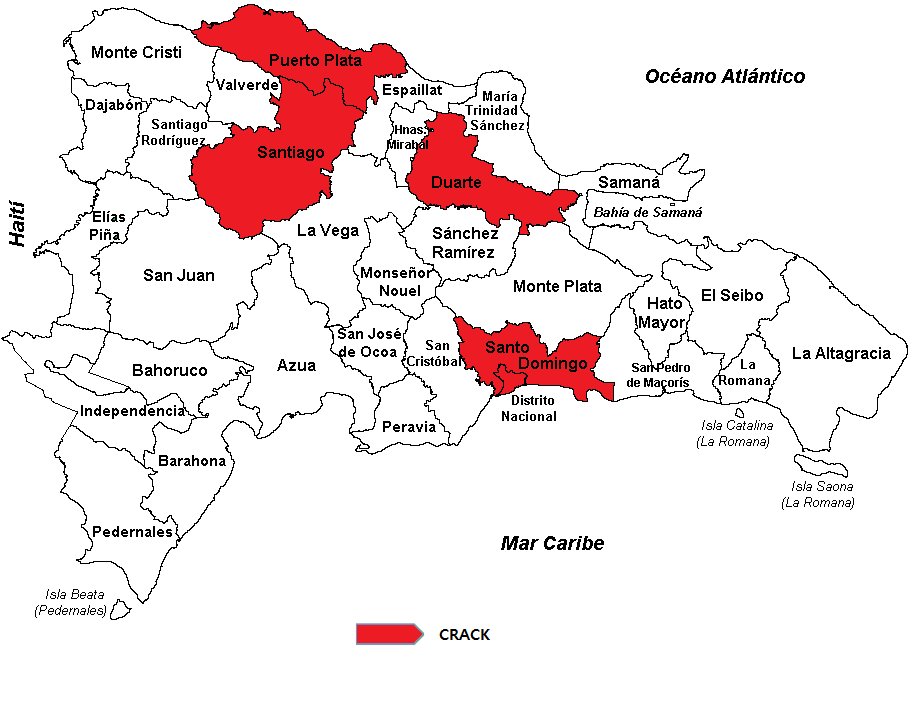 Monte Cristi
Puerto Plata
Océano Atlántico
Valverde
Espaillat
María
Trinidad
Sánchez
Dajabón
Santiago
Rodríguez
Hnas.
Mirabal
Santiago
Duarte
Samaná
Bahía de Samaná
Haití
Elías
Piña
La Vega
Sánchez
Ramírez
San Juan
Monseñor
Nouel
Monte Plata
El Seibo
Hato
Mayor
San José
de Ocoa
San
Cristóbal
Santo
Domingo
La Altagracia
Bahoruco
Azua
San Pedro
de Macorís
La
Romana
Independencia
Distrito
Nacional
Peravia
Isla Catalina
(La Romana)
Barahona
Isla Saona
(La Romana)
Pedernales
Mar Caribe
Isla Beata
(Pedernales)
CRACK